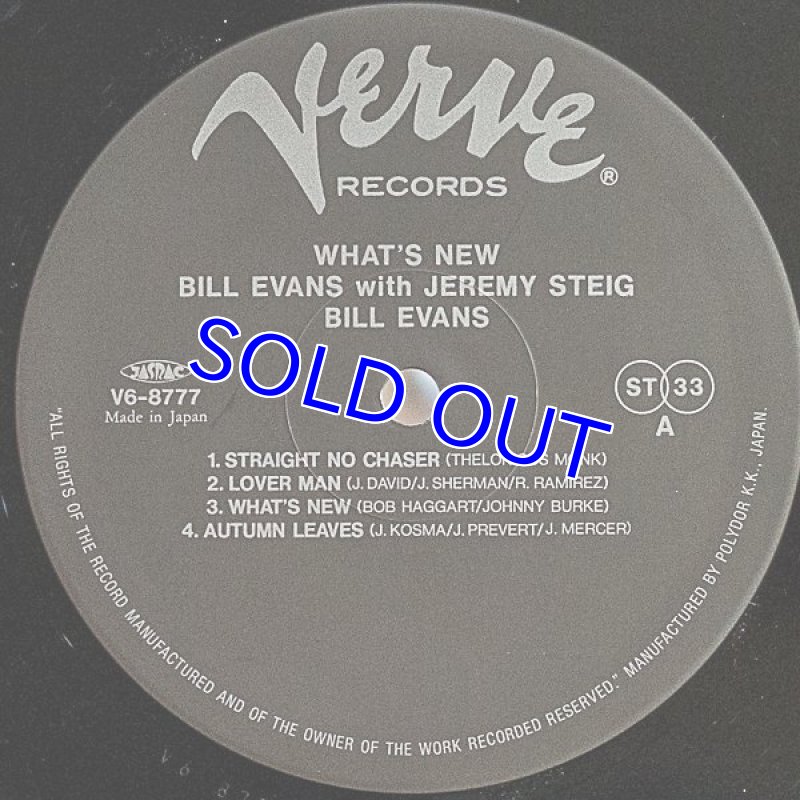 Verve
RECORDS ®
WHAT'S NEW
BILL EVANS with JEREMY STEIG
BILL EVANS
JASRAC
V6-8777
Made in Japan
ST 33
A
SOLD OUT
1. STRAIGHT NO CHASER (THELONIOUS MONK)
2. LOVER MAN (J. DAVID/J. SHERMAN/R. RAMIREZ)
3. WHAT'S NEW (BOB HAGGART/JOHNNY BURKE)
4. AUTUMN LEAVES (J. KOSMA/J. PREVERT/J. MERCER)
"ALL RIGHTS OF THE RECORD MANUFACTURED AND OF THE OWNER OF THE WORK RECORDED RESERVED." MANUFACTURED BY POLYDOR K.K., JAPAN.